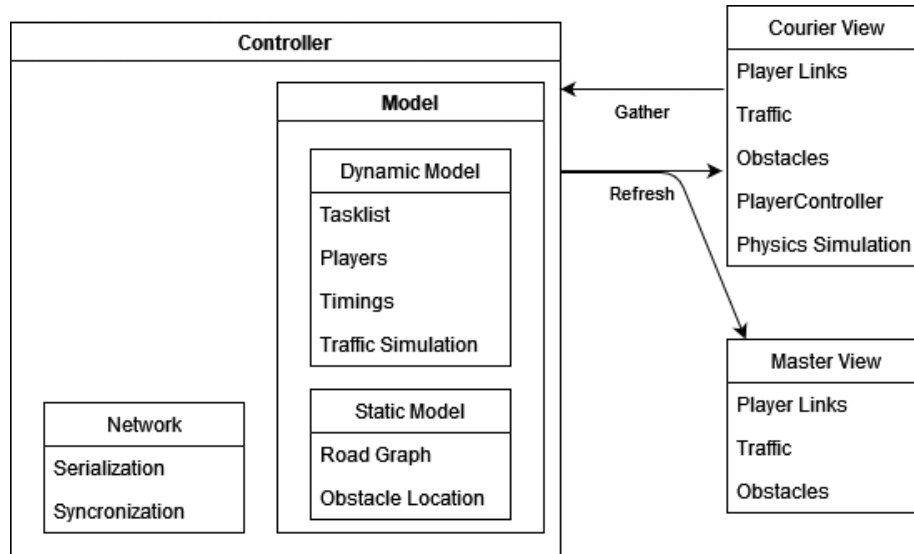 Controller
Model
Dynamic Model
Tasklist
Players
Timings
Traffic Simulation
Static Model
Road Graph
Obstacle Location
Network
Serialization
Syncronization
Gather
Refresh
Courier View
Player Links
Traffic
Obstacles
PlayerController
Physics Simulation
Master View
Player Links
Traffic
Obstacles